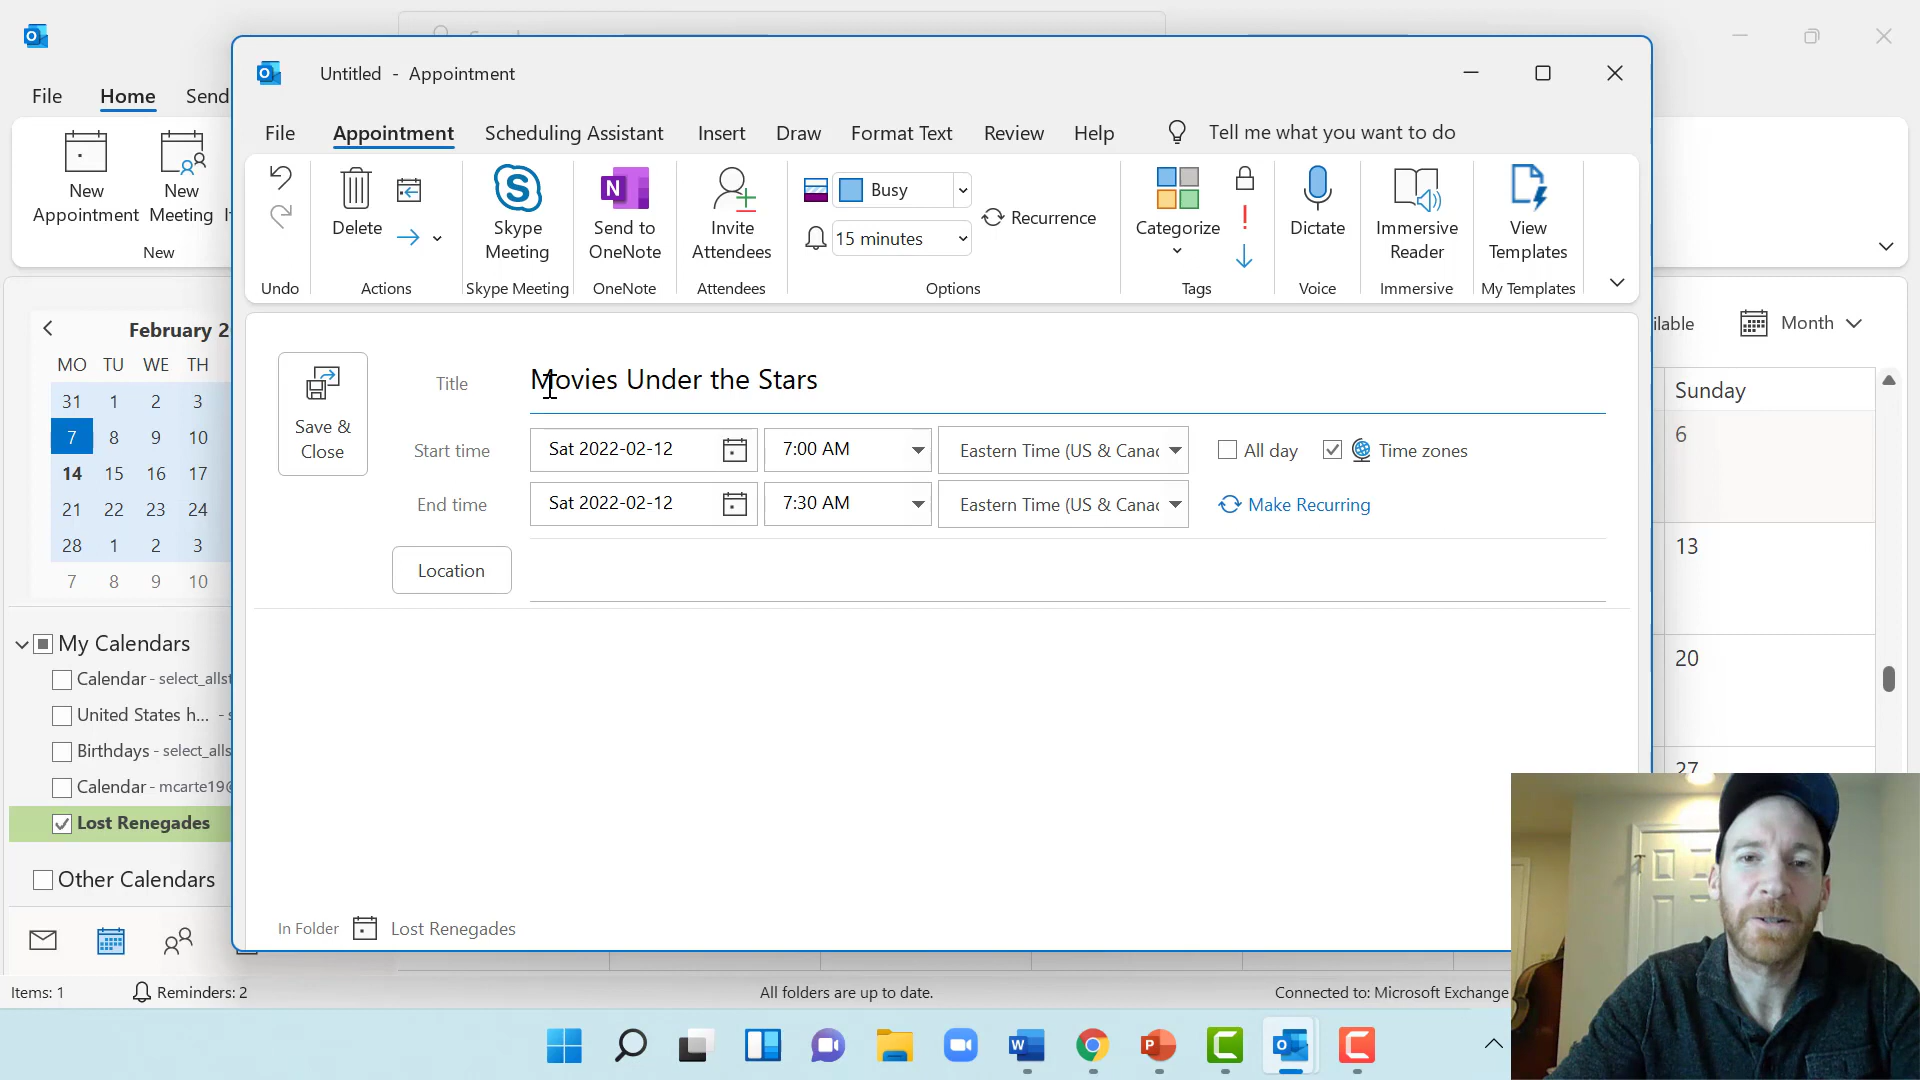 Untitled - Appointment
File Home Send
File Appointment Scheduling Assistant Insert Draw Format Text Review Help Tell me what you want to do
New Appointment
New Meeting
New
Undo
Delete
Actions
Skype Meeting
Skype Meeting
Send to OneNote
OneNote
Invite Attendees
Attendees
Busy
15 minutes
Recurrence
Options
Categorize
Tags
Dictate
Voice
Immersive Reader
Immersive
View Templates
My Templates
ilable
Month
February 2
MO TU WE TH
31 1 2 3
7 8 9 10
14 15 16 17
21 22 23 24
28 1 2 3
7 8 9 10
Save & Close
Title Movies Under the Stars
Start time Sat 2022-02-12 7:00 AM Eastern Time (US & Canac All day Time zones
End time Sat 2022-02-12 7:30 AM Eastern Time (US & Canac Make Recurring
Location
Sunday
6
13
20
27
My Calendars
Calendar - select_allst
United States h... - s
Birthdays - select_alls
Calendar - mcarte19@
Lost Renegades
Other Calendars
In Folder Lost Renegades
Items: 1 Reminders: 2 All folders are up to date. Connected to: Microsoft Exchange